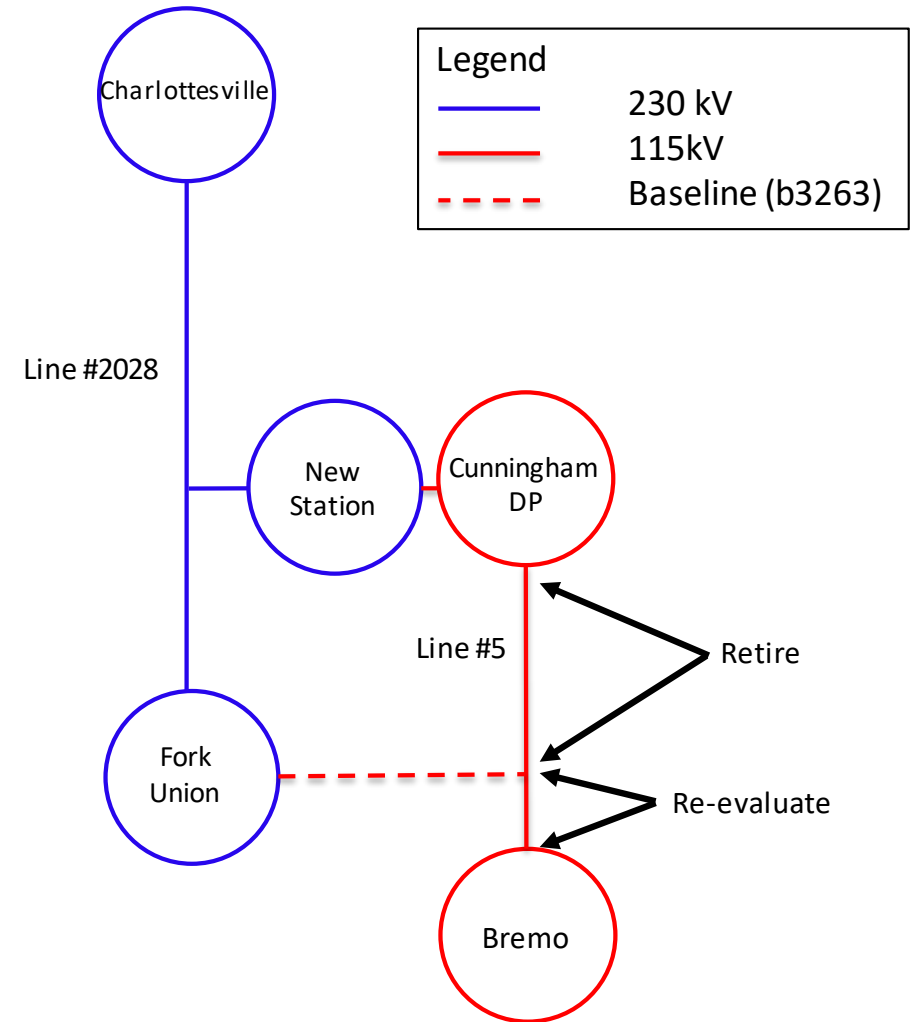 Charlottesville
Legend
230 kV
115kV
Baseline (b3263)
Line #2028
New
Station
Cunningham
DP
Line #5
Retire
Fork
Union
Re-evaluate
Bremo